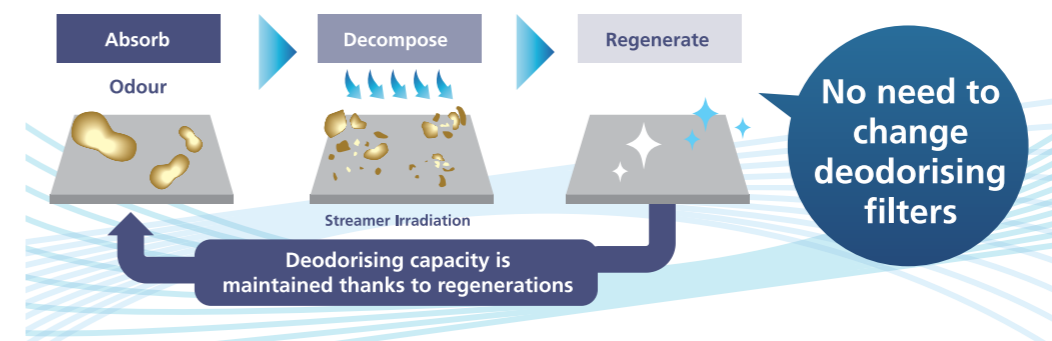 Absorb
Decompose
Regenerate
Odour
Streamer Irradiation
Deodorising capacity is
maintained thanks to regenerations
No need to
change
deodorising
filters